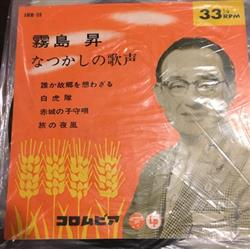 33⅓
RPM
霧島 昇
なつかしの歌声
誰か故郷を想わざる
白虎隊
赤城の子守唄
旅の夜風
コロムビア
LP